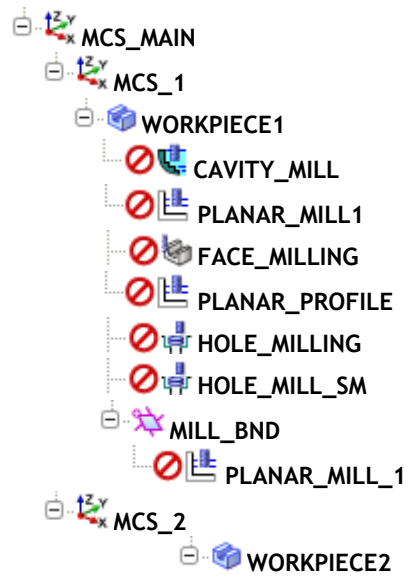 MCS_MAIN
MCS_1
WORKPIECE1
CAVITY_MILL
PLANAR_MILL1
FACE_MILLING
PLANAR_PROFILE
HOLE_MILLING
HOLE_MILL_SM
MILL_BND
PLANAR_MILL_1
MCS_2
WORKPIECE2